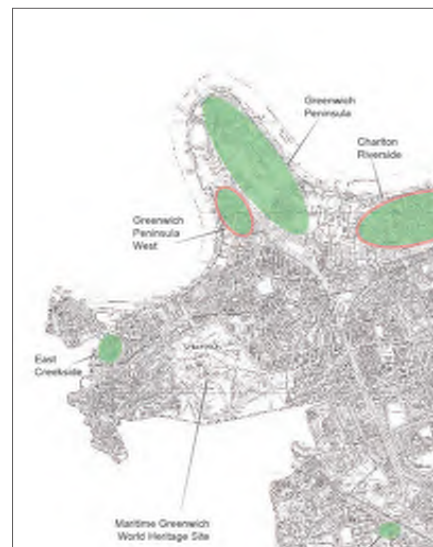 Greenwich
Peninsula
Charlton
Riverside
Greenwich
Peninsula
West
East
Creekside
Maritime Greenwich
World Heritage Site